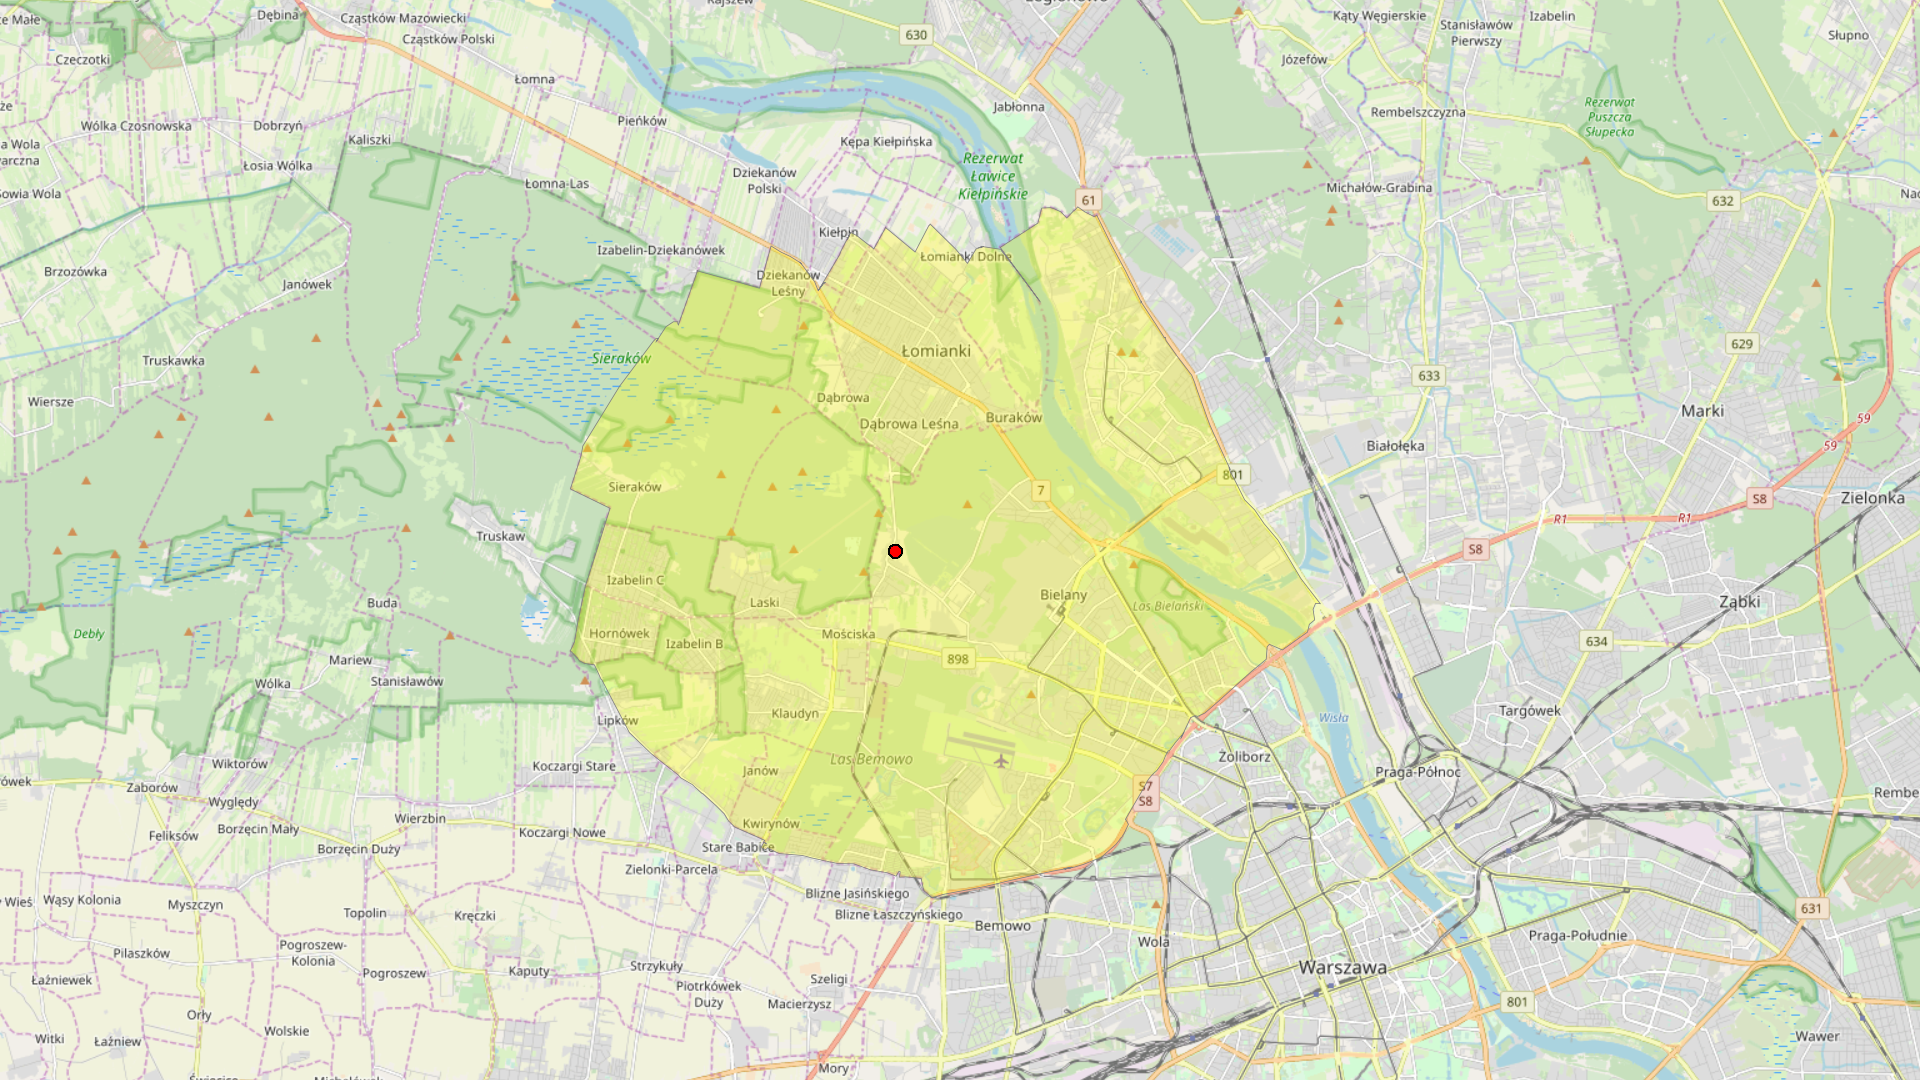 Dębina
Cząstków Mazowiecki
Cząstków Polski
630
Kąty Węgierskie
Izabelin
Stanisławów
Pierwszy
Słupno
Czeczotki
Łomna
Józefów
Jabłonna
Rezerwat
Puszcza
Słupecka
Rembelszczyzna
Wólka Czosnowska
Dobrzyń
Pieńków
Kaliszki
Kępa Kiełpińska
Łosia Wólka
Rezerwat
Ławice
Kiełpińskie
Dziekanów
Polski
Łomna-Las
Michałów-Grabina
Sowia Wola
61
632
Kiełpin
Izabelin-Dziekanówek
Łomianki Dolne
Brzozówka
Janówek
Dziekanów
Leśny
629
Łomianki
Sieraków
Truskawka
633
Wiersze
Dąbrowa
Marki
Buraków
Dąbrowa Leśna
59
59
Białołęka
801
Sieraków
7
S8
Zielonka
R1
R1
Truskaw
S8
Izabelin C
Bielany
Laski
Buda
Las Bielański
Ząbki
Debły
Hornówek
Mościska
Izabelin B
634
898
Mariew
Wólka
Stanisławów
Targówek
Klaudyn
Lipków
Wisła
Wiktorów
Koczargi Stare
Janów
Las Bemowo
Żoliborz
Praga-Północ
Zaborów
Wyględy
S7
S8
Wierzbin
Kwirynów
Borzęcin Mały
Feliksów
Koczargi Nowe
Borzęcin Duży
Stare Babice
Zielonki-Parcela
Blizne Jasińskiego
Wąsy Kolonia
Myszczyn
Topolin
Kręczki
Blizne Łaszczyńskiego
631
Bemowo
Praga-Południe
Wola
Pogroszew-
Kolonia
Pilaszków
Pogroszew
Kaputy
Strzykuły
Warszawa
Łaźniewek
Szeligi
Piotrkówek
Duży
Macierzysz
801
Orły
Wolskie
Witki
Łaźniew
Wawer
Mory